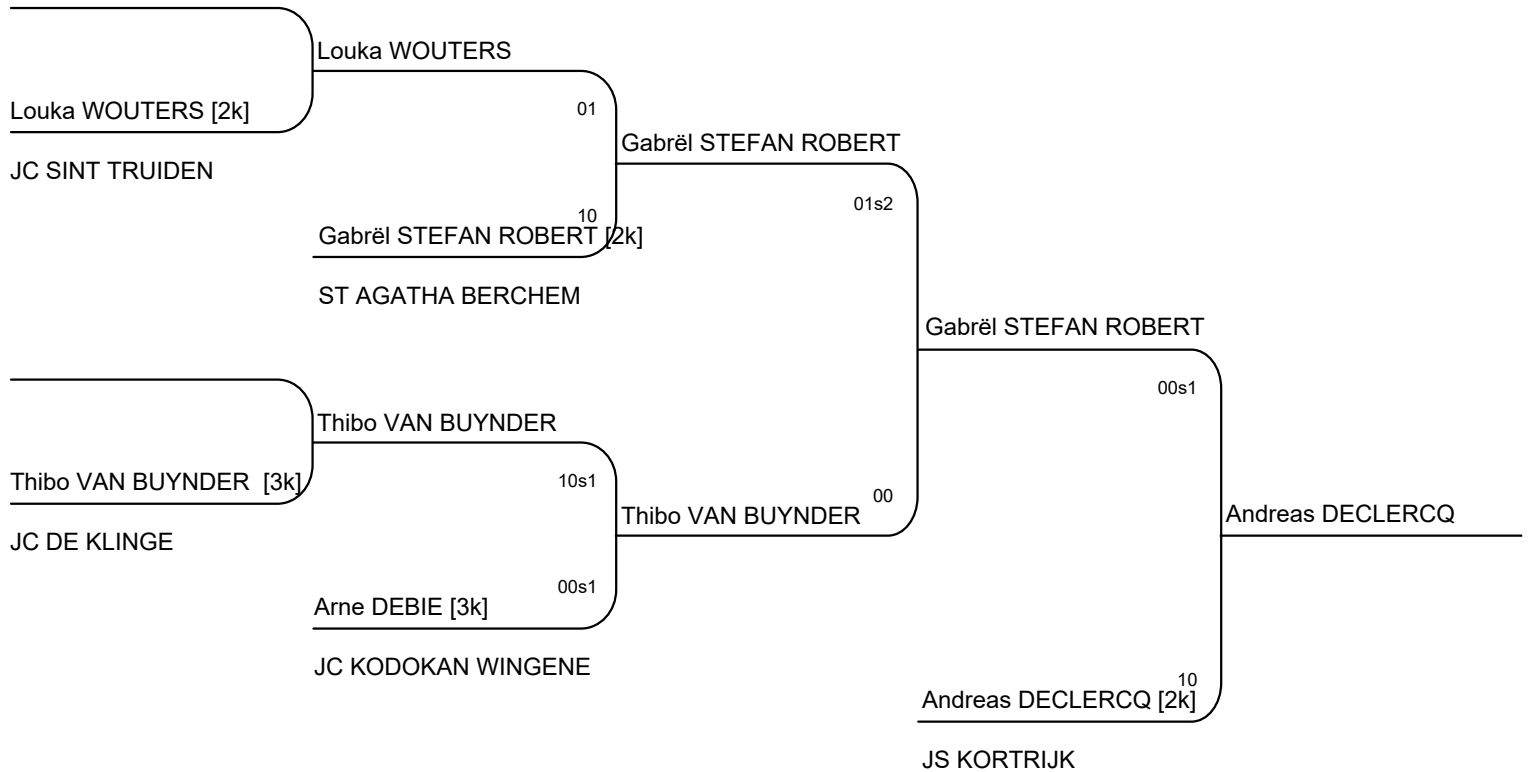 Louka WOUTERS
Louka WOUTERS [2k]
01
JC SINT TRUIDEN
Gabrël STEFAN ROBERT
01s2
10
Gabrël STEFAN ROBERT [2k]
ST AGATHA BERCHEM
Gabrël STEFAN ROBERT
00s1
Thibo VAN BUYNDER
Thibo VAN BUYNDER [3k]
10s1
JC DE KLINGE
00
Thibo VAN BUYNDER
Andreas DECLERCQ
00s1
Arne DEBIE [3k]
JC KODOKAN WINGENE
10
Andreas DECLERCQ [2k]
JS KORTRIJK